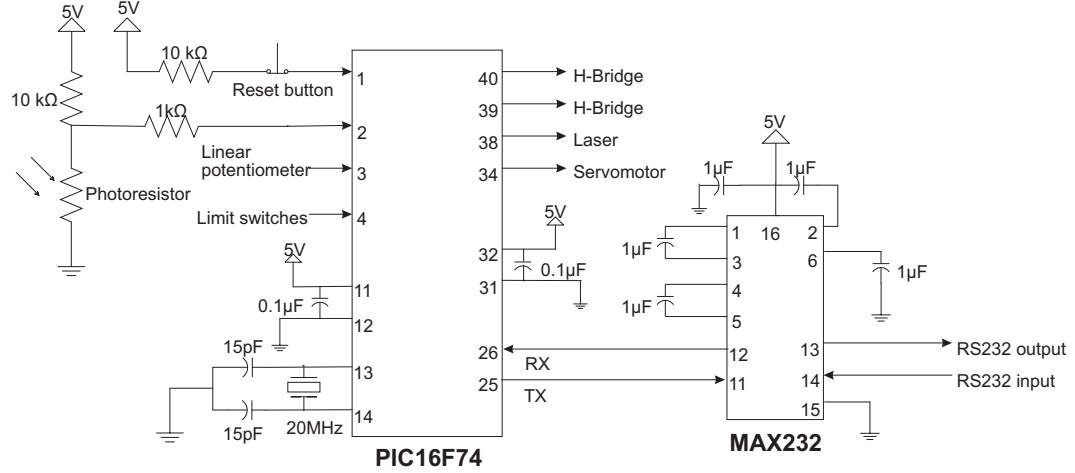 5V
5V
10 kΩ
Reset button
10 kΩ
1kΩ
Linear
potentiometer
Photoresistor
Limit switches
1
2
3
4
5V
0.1µF
11
12
15pF
13
14
15pF
20MHz
PIC16F74
40
39
38
34
H-Bridge
H-Bridge
Laser
Servomotor
5V
32
0.1µF
31
26
RX
25
TX
5V
1µF
1µF
1
16
2
1µF
3
6
1µF
4
1µF
5
12
13
RS232 output
11
14
RS232 input
15
MAX232